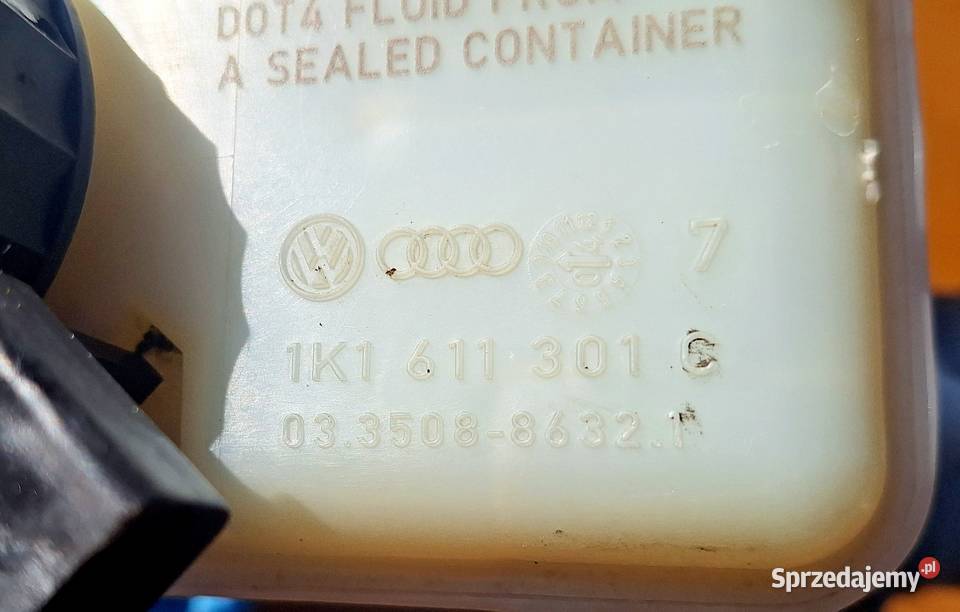 DOT4 FLUID FROM
A SEALED CONTAINER
7
1K1 611 301 C
03.3508-8632.1
Sprzedajemy.pl